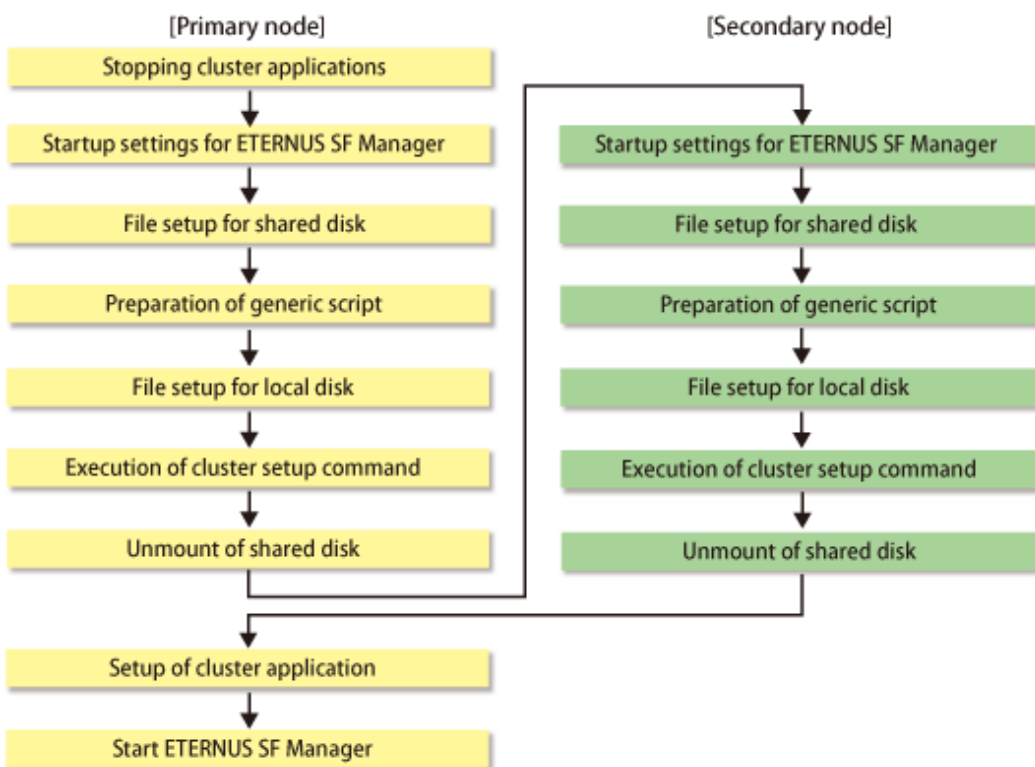 [Primary node]
Stopping cluster applications
Startup settings for ETERNUS SF Manager
File setup for shared disk
Preparation of generic script
File setup for local disk
Execution of cluster setup command
Unmount of shared disk
[Secondary node]
Startup settings for ETERNUS SF Manager
File setup for shared disk
Preparation of generic script
File setup for local disk
Execution of cluster setup command
Unmount of shared disk
Setup of cluster application
Start ETERNUS SF Manager